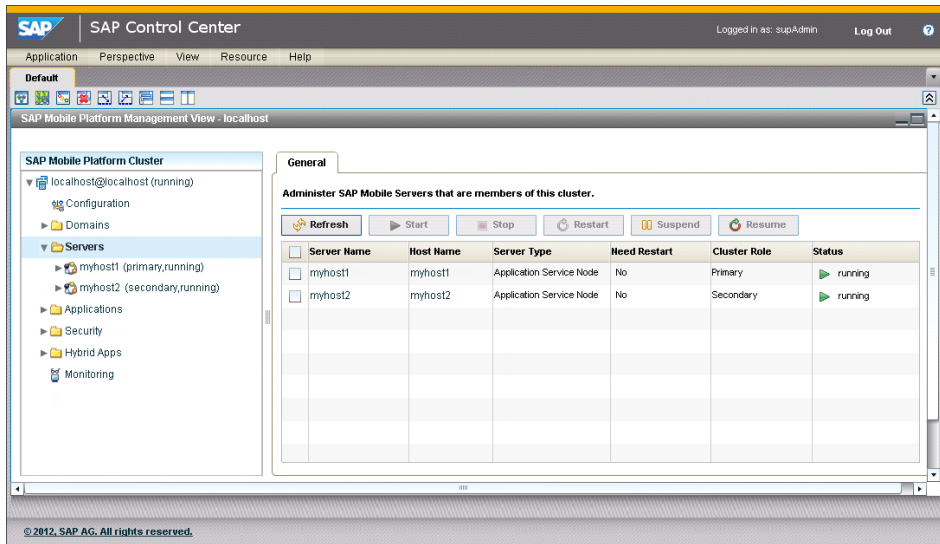 SAP SAP Control Center Logged in as: supAdmin Log Out ?
Application Perspective View Resource Help
Default
SAP Mobile Platform Management View - localhost
SAP Mobile Platform Cluster
localhost@localhost (running)
Configuration
Domains
Servers
myhost1 (primary,running)
myhost2 (secondary,running)
Applications
Security
Hybrid Apps
Monitoring
General
Administer SAP Mobile Servers that are members of this cluster.
Refresh Start Stop Restart Suspend Resume
Server Name Host Name Server Type Need Restart Cluster Role Status
myhost1 myhost1 Application Service Node No Primary running
myhost2 myhost2 Application Service Node No Secondary running
© 2012, SAP AG. All rights reserved.